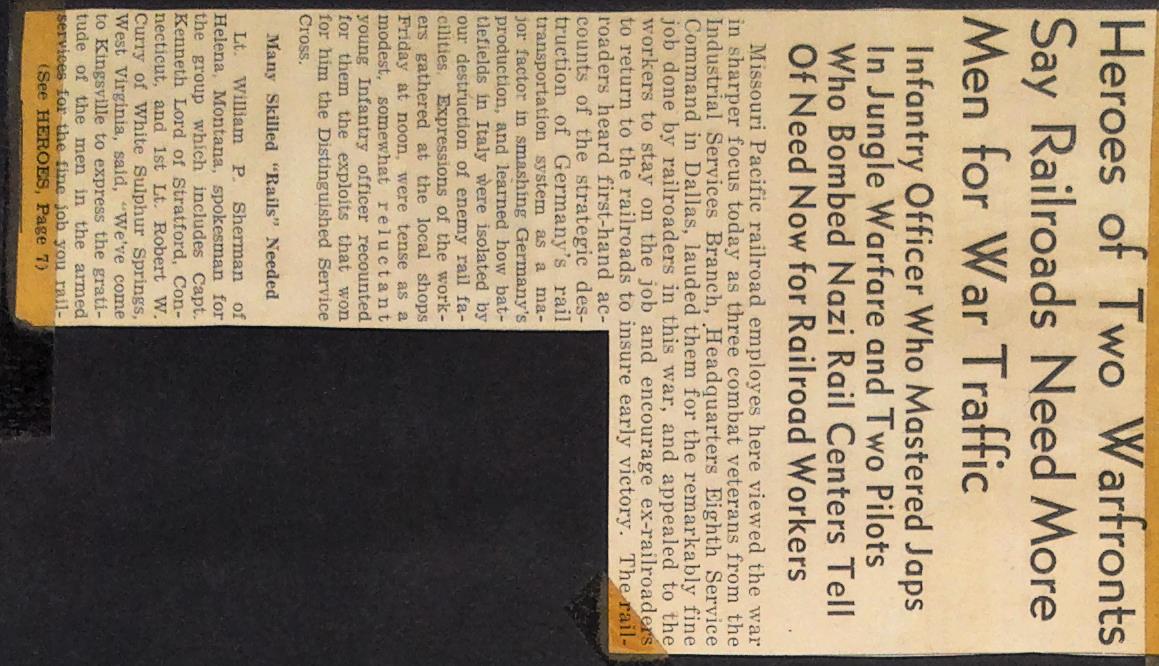 Heroes of Two Warfronts
Say Railroads Need More
Men for War Traffic
Infantry Officer Who Mastered Japs
In Jungle Warfare and Two Pilots
Who Bombed Nazi Rail Centers Tell
Of Need Now for Railroad Workers
Missouri Pacific railroad employes here viewed the war
in sharper focus today as three combat veterans from the
Industrial Services Branch, Headquarters Eighth Service
Command in Dallas, lauded them for the remarkably fine
job done by railroaders in this war, and appealed to the
workers to stay on the job and encourage ex-railroaders
to return to the railroads to insure early victory. The rail-
roaders heard first-hand ac-
counts of the strategic des-
truction of Germany's rail
transportation system as a ma-
jor factor in smashing Germany's
production, and learned how bat-
tlefields in Italy were isolated by
our destruction of enemy rail fa-
cilities. Expressions of the work-
ers gathered at the local shops
Friday at noon, were tense as a
modest, somewhat reluctant
young Infantry officer recounted
for them the exploits that won
for him the Distinguished Service
Cross.
Many Skilled "Rails" Needed
Lt. William P. Sherman of
Helena, Montana, spokesman for
the group which includes Capt.
Kenneth Lord of Stratford, Con-
necticut, and 1st Lt. Robert W.
Curry of White Sulphur Springs,
West Virginia, said, "We've come
to Kingsville to express the grati-
tude of the men in the armed
services for the fine job you rail-
(See HEROES, Page 7)